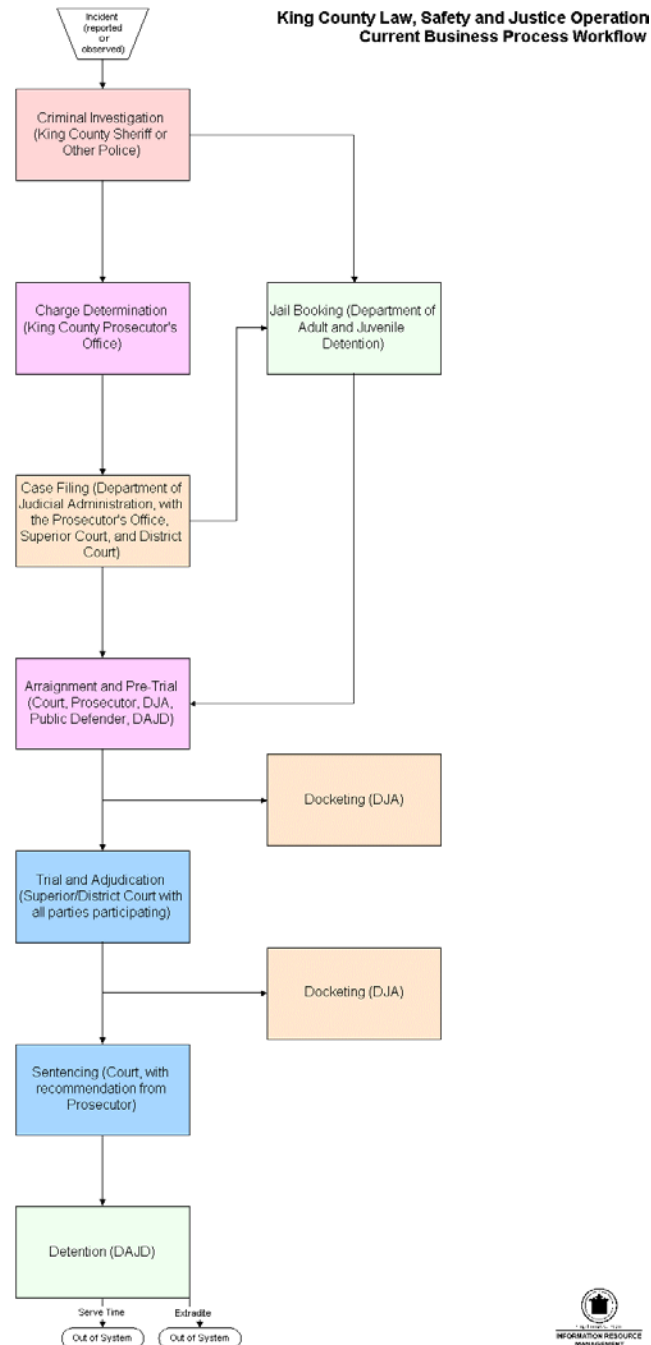 King County Law, Safety and Justice Operation
Current Business Process Workflow
Incident
(reported
or
observed)
Criminal Investigation
(King County Sheriff or
Other Police)
Charge Determination
(King County Prosecutor's
Office)
Jail Booking (Department of
Adult and Juvenile
Detention)
Case Filing (Department of
Judicial Administration, with
the Prosecutor's Office,
Superior Court, and District
Court)
Arraignment and Pre-Trial
(Court, Prosecutor, DJA,
Public Defender, DAJD)
Docketing (DJA)
Trial and Adjudication
(Superior/District Court with
all parties participating)
Docketing (DJA)
Sentencing (Court, with
recommendation from
Prosecutor)
Detention (DAJD)
Serve Time
Extradite
Out of System
Out of System
INFORMATION RESOURCE
MANAGEMENT